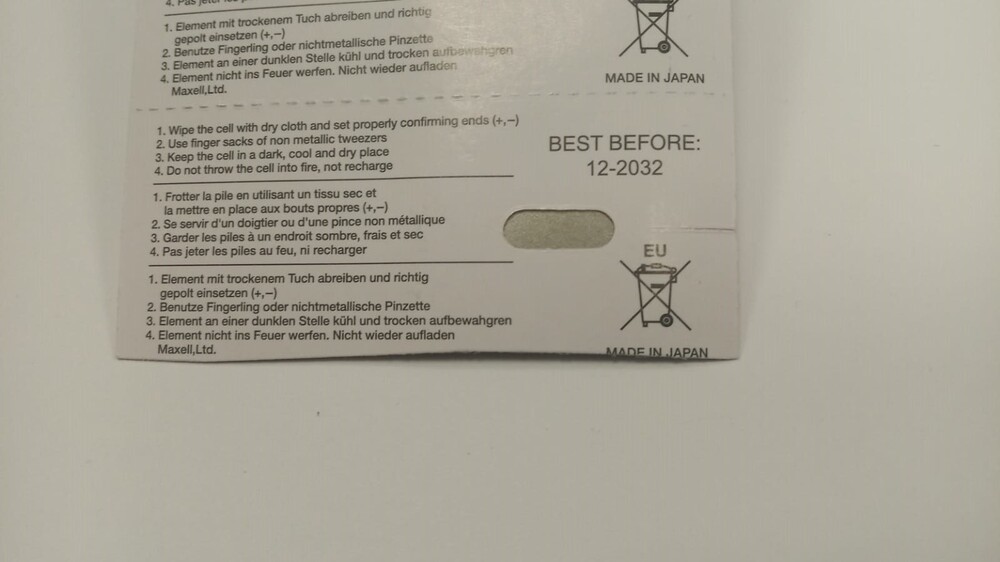 4. Pas jeter les
1. Element mit trockenem Tuch abreiben und richtig
gepolt einsetzen (+,–)
2. Benutze Fingerling oder nichtmetallische Pinzette
3. Element an einer dunklen Stelle kühl und trocken aufbewahgren
4. Element nicht ins Feuer werfen. Nicht wieder aufladen
Maxell,Ltd.
MADE IN JAPAN
1. Wipe the cell with dry cloth and set properly confirming ends (+,–)
2. Use finger sacks of non metallic tweezers
3. Keep the cell in a dark, cool and dry place
4. Do not throw the cell into fire, not recharge
BEST BEFORE:
12-2032
1. Frotter la pile en utilisant un tissu sec et
la mettre en place aux bouts propres (+,–)
2. Se servir d'un doigtier ou d'une pince non métallique
3. Garder les piles à un endroit sombre, frais et sec
4. Pas jeter les piles au feu, ni recharger
EU
1. Element mit trockenem Tuch abreiben und richtig
gepolt einsetzen (+,–)
2. Benutze Fingerling oder nichtmetallische Pinzette
3. Element an einer dunklen Stelle kühl und trocken aufbewahgren
4. Element nicht ins Feuer werfen. Nicht wieder aufladen
Maxell,Ltd.
MADE IN JAPAN